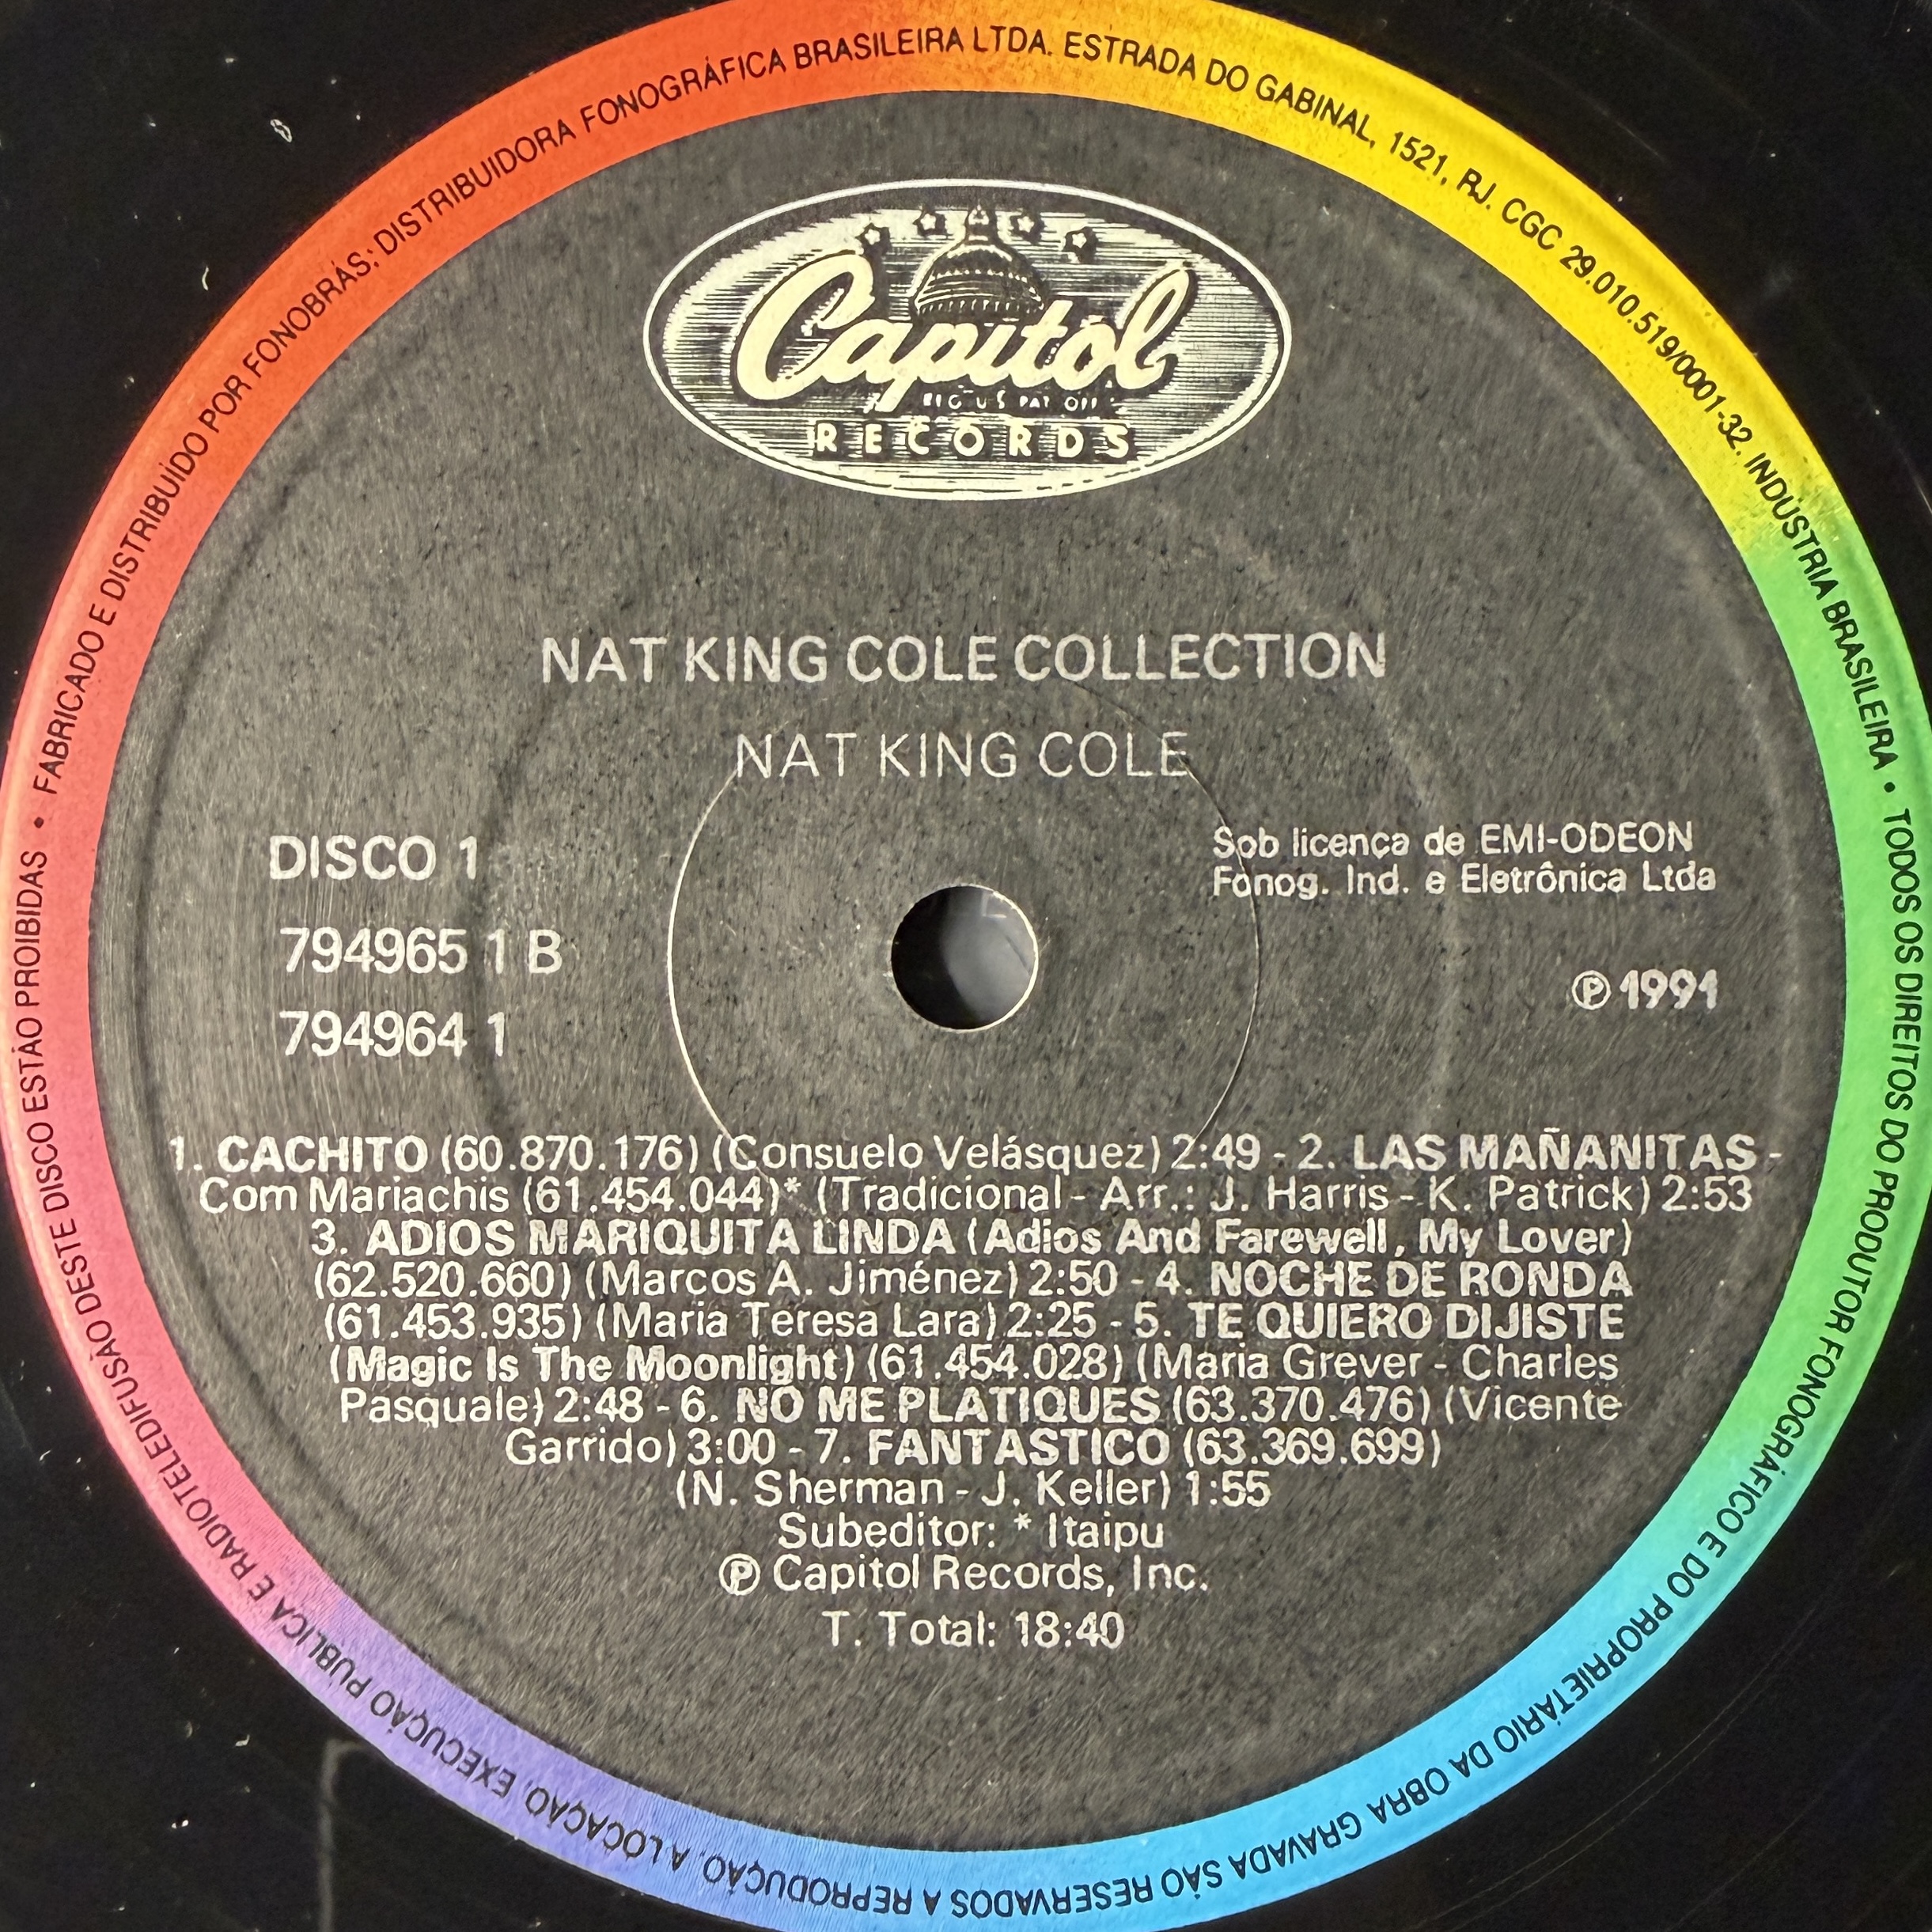 FABRICADO E DISTRIBUÍDO POR FONOBRÁS: DISTRIBUIDORA FONOGRÁFICA BRASILEIRA LTDA. ESTRADA DO GABINAL, 1521, RJ. CGC 29.010.519/0001-32. INDÚSTRIA BRASILEIRA • TODOS OS DIREITOS DO PRODUTOR FONOGRÁFICO E DO PROPRIETÁRIO DA OBRA GRAVADA SÃO RESERVADOS A REPRODUÇÃO, A LOCAÇÃO, EXECUÇÃO PÚBLICA E RADIOTELEDIFUSÃO DESTE DISCO ESTÃO PROIBIDAS •
Capitol
REG U S PAT OFF
RECORDS
NAT KING COLE COLLECTION
NAT KING COLE
DISCO 1
794965 1 B
794964 1
Sob licença de EMI-ODEON
Fonog. Ind. e Eletrônica Ltda
℗ 1991
1. CACHITO (60.870.176) (Consuelo Velásquez) 2:49 - 2. LAS MAÑANITAS -
Com Mariachis (61.454.044)* (Tradicional - Arr.: J. Harris - K. Patrick) 2:53
3. ADIOS MARIQUITA LINDA (Adios And Farewell, My Lover)
(62.520.660) (Marcos A. Jiménez) 2:50 - 4. NOCHE DE RONDA
(61.453.935) (Maria Teresa Lara) 2:25 - 5. TE QUIERO DIJISTE
(Magic Is The Moonlight) (61.454.028) (Maria Grever - Charles
Pasquale) 2:48 - 6. NO ME PLATIQUES (63.370.476) (Vicente
Garrido) 3:00 - 7. FANTASTICO (63.369.699)
(N. Sherman - J. Keller) 1:55
Subeditor: * Itaipu
℗ Capitol Records, Inc.
T. Total: 18:40